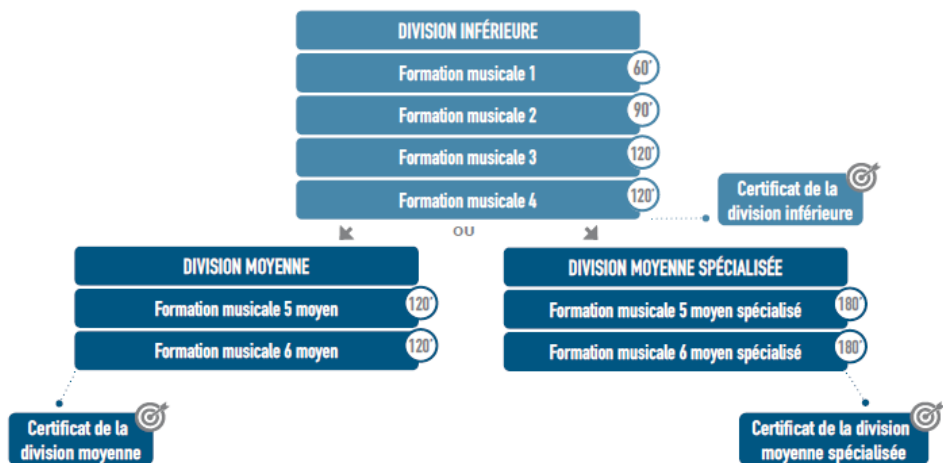 DIVISION INFÉRIEURE
Formation musicale 1
60'
Formation musicale 2
90'
Formation musicale 3
120'
Formation musicale 4
120'
Certificat de la
division inférieure
OU
DIVISION MOYENNE
Formation musicale 5 moyen
120'
Formation musicale 6 moyen
120'
Certificat de la
division moyenne
DIVISION MOYENNE SPÉCIALISÉE
Formation musicale 5 moyen spécialisé
180'
Formation musicale 6 moyen spécialisé
180'
Certificat de la division
moyenne spécialisée